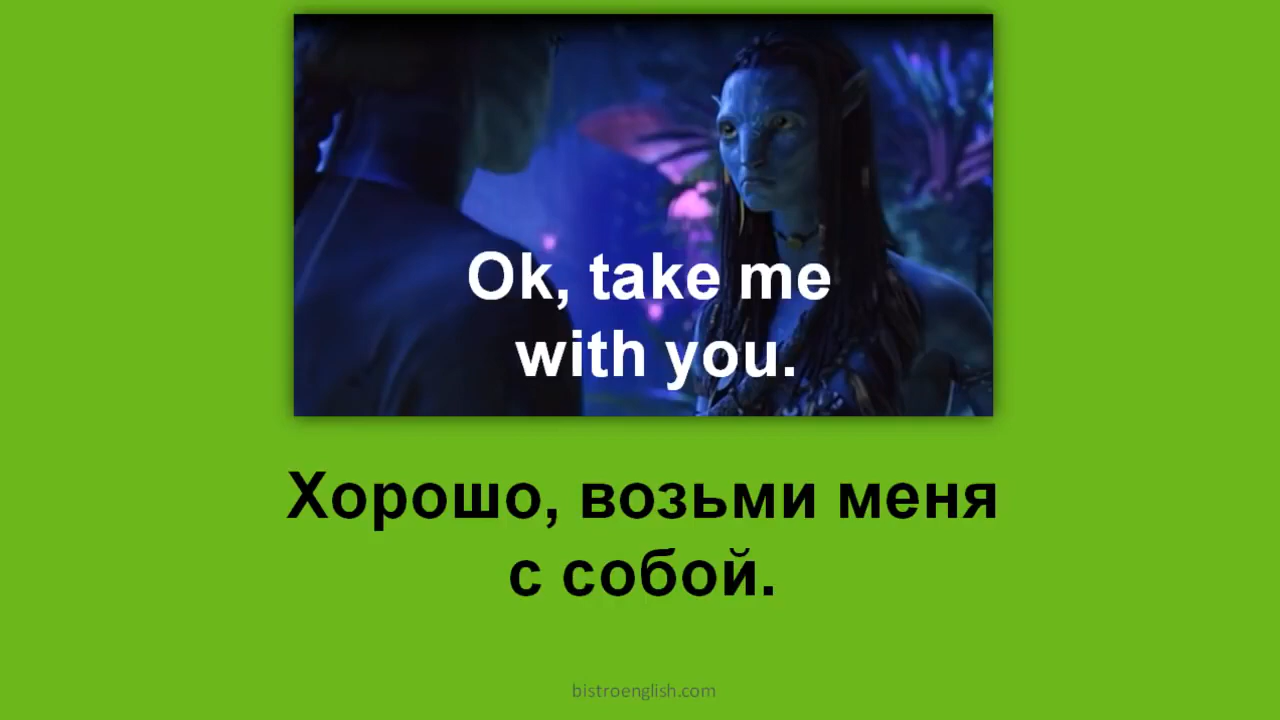 Ok, take me
with you.
Хорошо, возьми меня
с собой.
bistroenglish.com